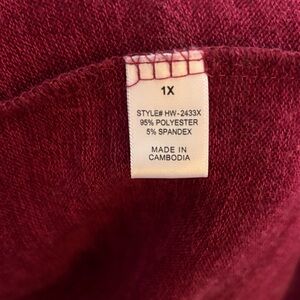 1X
STYLE# HW-2433X
95% POLYESTER
5% SPANDEX
MADE IN
CAMBODIA